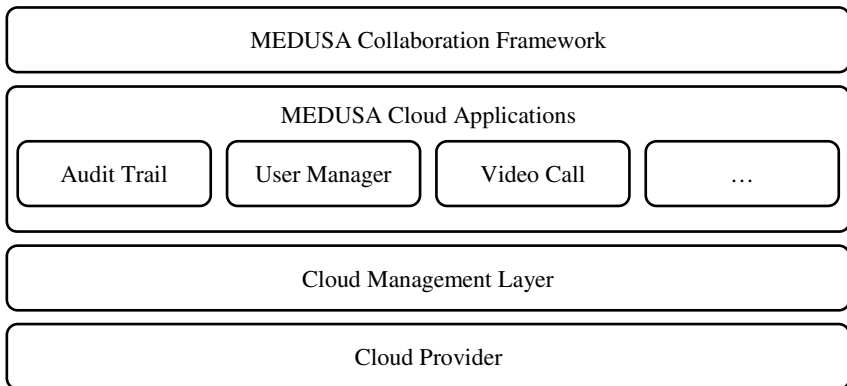 MEDUSA Collaboration Framework
MEDUSA Cloud Applications
Audit Trail
User Manager
Video Call
…
Cloud Management Layer
Cloud Provider